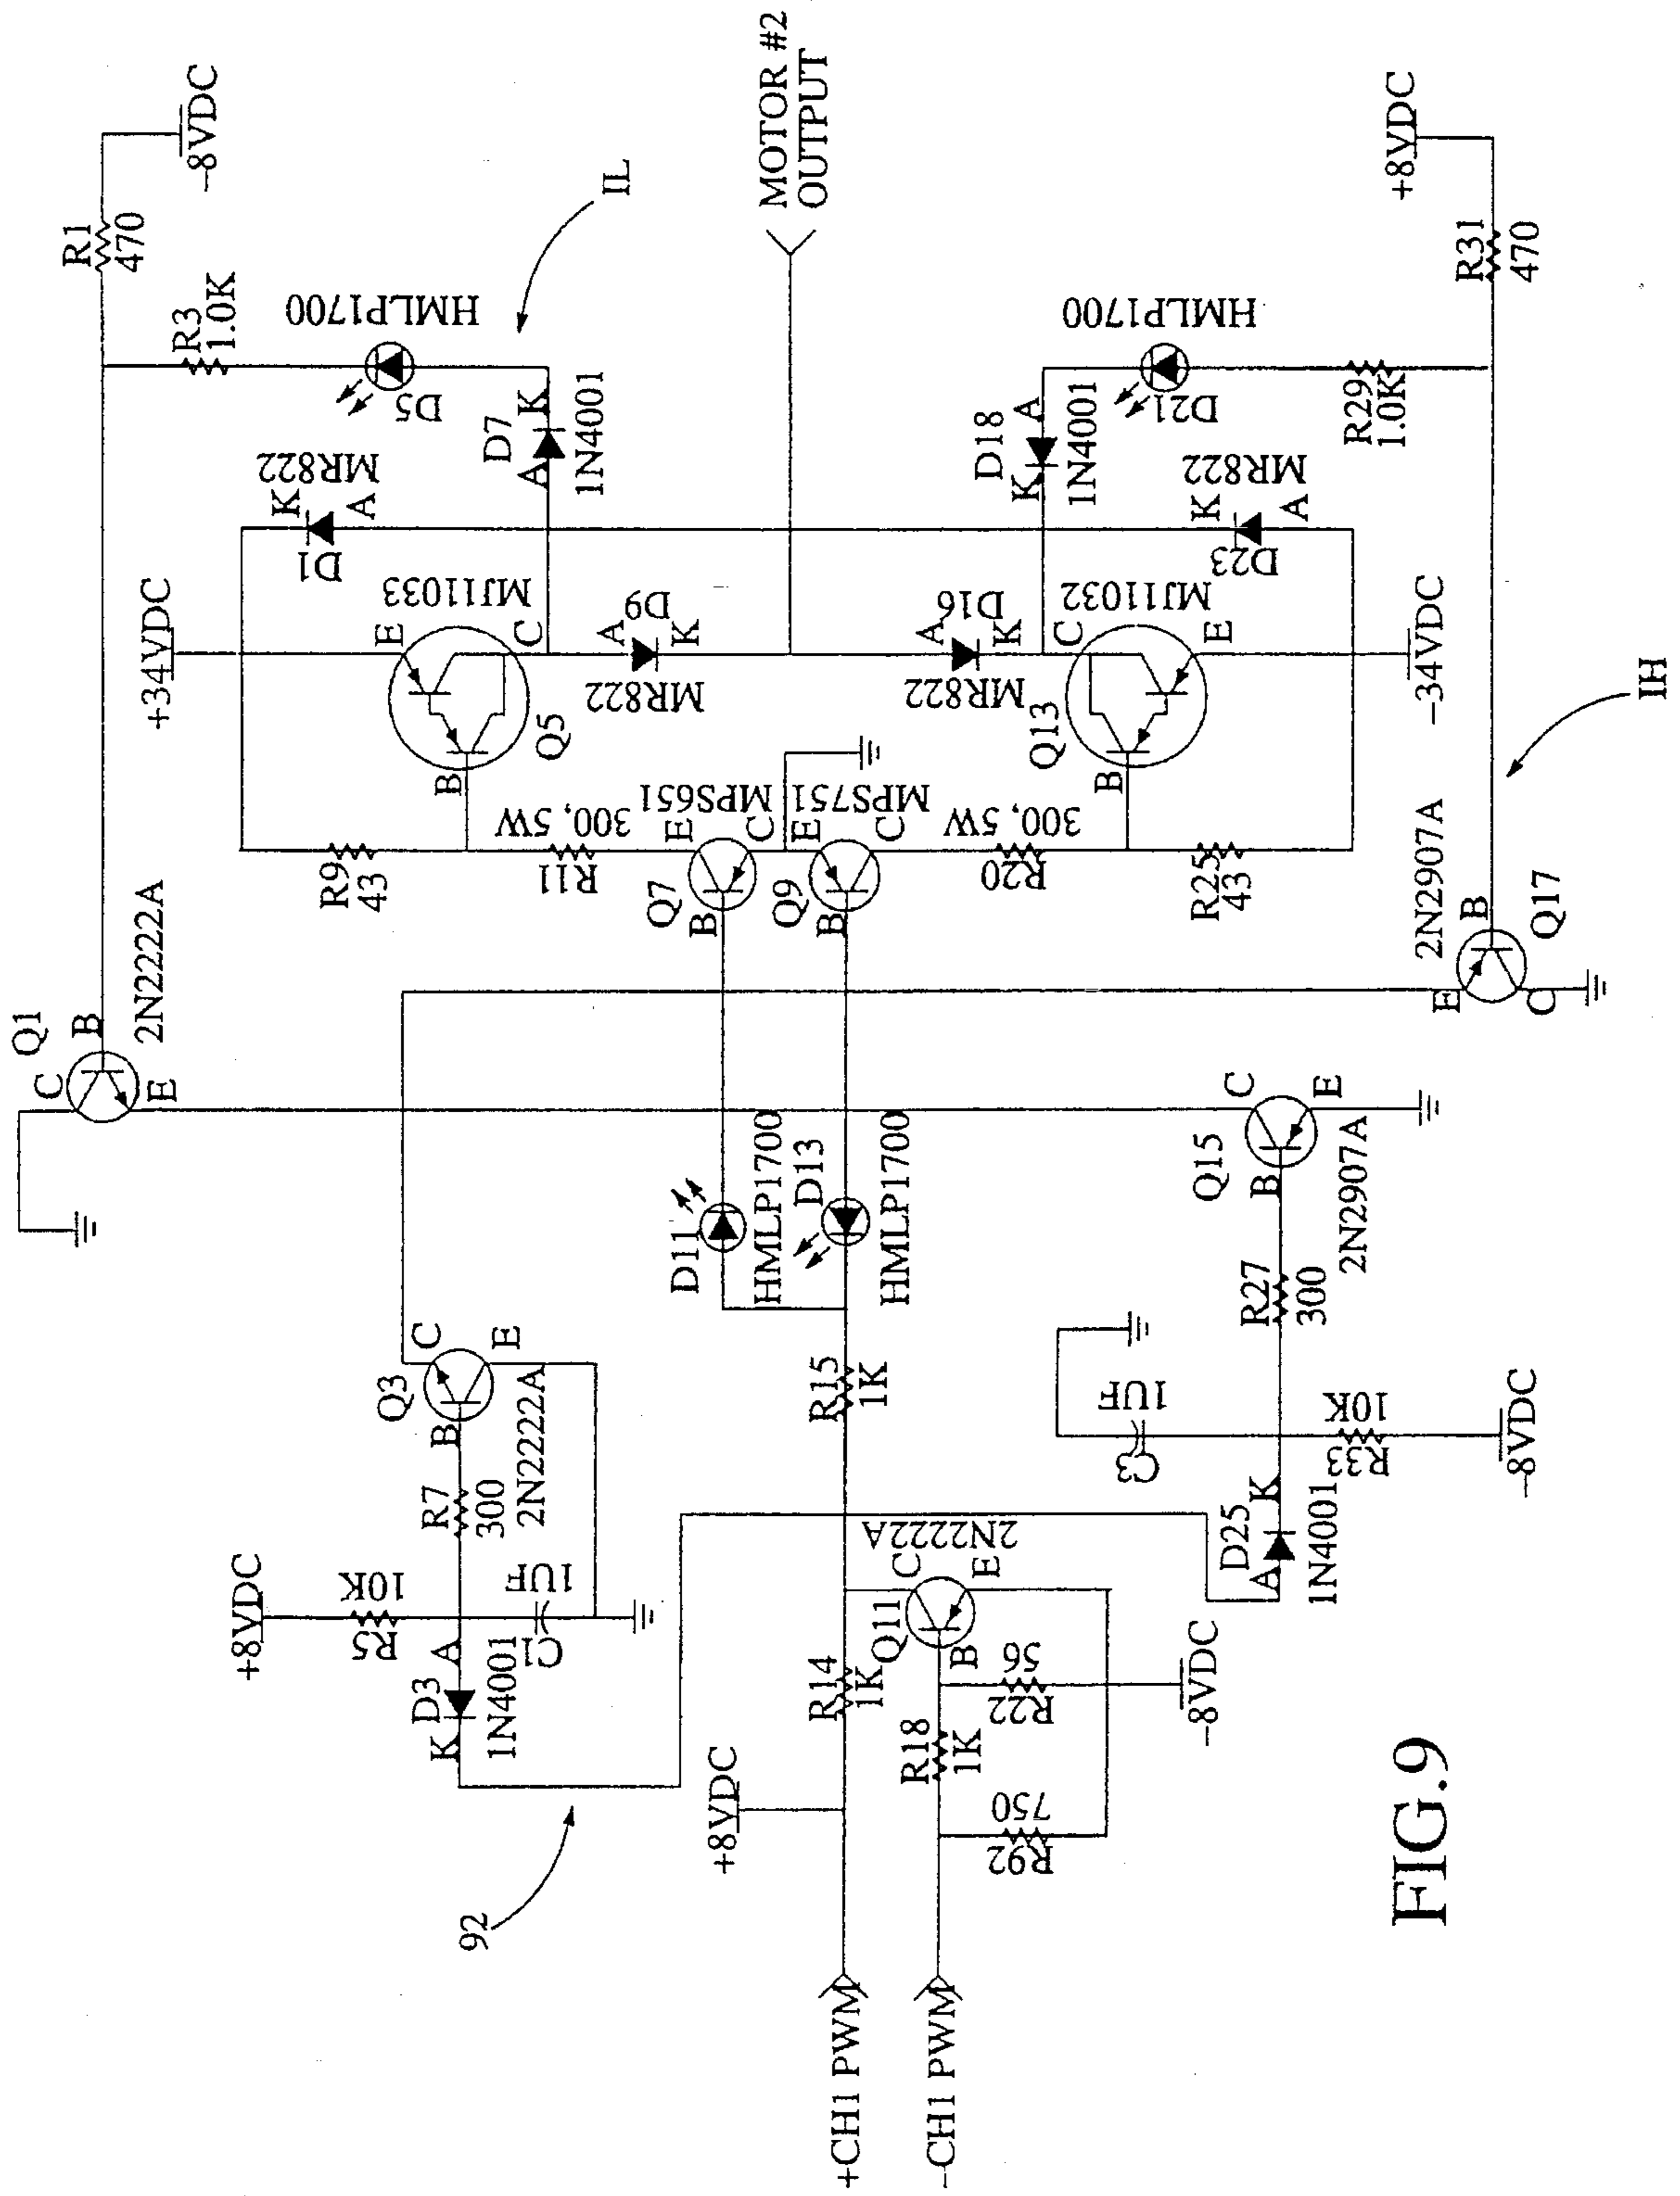 Q1
C
B
E
2N2222A
R1
470
-8VDC
R3
1.0K
D5
HMLP1700
IL
D7
A
K
1N4001
+34VDC
D1
K
A
MR822
R9
43
B
E
C
Q5
MJ11033
R11
300, 5W
A
K
D9
MR822
Q7
B
E
C
MPS651
MOTOR #2
OUTPUT
Q9
B
E
C
MPS751
A
K
D16
MR822
R20
300, 5W
Q13
B
C
E
MJ11032
D18
K
A
1N4001
D21
HMLP1700
R29
1.0K
D23
K
A
MR822
R25
43
-34VDC
+8VDC
R31
470
2N2907A
B
E
C
Q17
IH
+8VDC
R5
10K
D3
K
A
1N4001
C1
1UF
R7
300
Q3
B
C
E
2N2222A
D11
HMLP1700
D13
HMLP1700
R15
1K
92
+8VDC
R14
1K
+CH1 PWM
-CH1 PWM
R92
750
R18
1K
R22
56
Q11
B
C
E
2N2222A
-8VDC
D25
A
K
1N4001
C3
1UF
R33
10K
-8VDC
R27
300
Q15
B
C
E
2N2907A
FIG.9